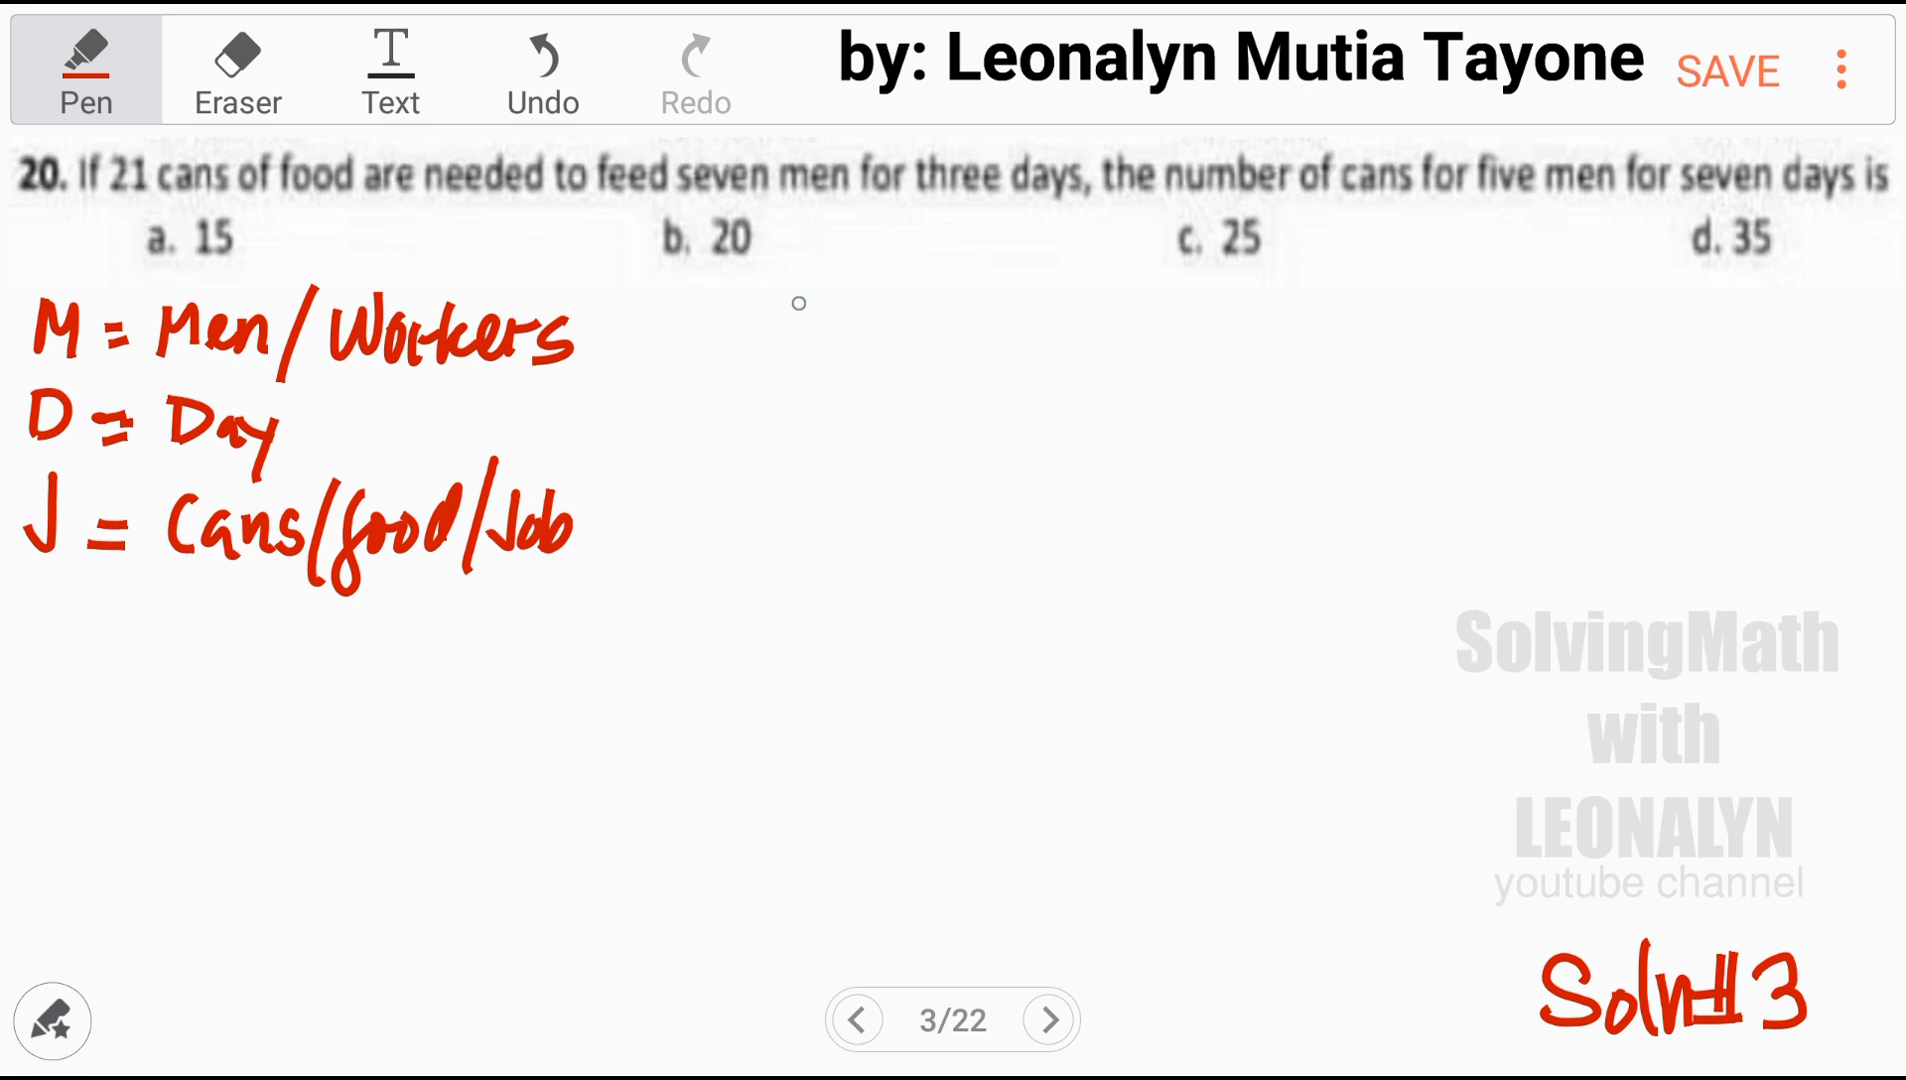 by: Leonalyn Mutia Tayone
Pen Eraser Text Undo Redo SAVE
20. If 21 cans of food are needed to feed seven men for three days, the number of cans for five men for seven days is
a. 15 b. 20 c. 25 d. 35
M = Men/Workers
D = Day
J = Cans/food/Job
SolvingMath
with
LEONALYN
youtube channel
Soln#3
3/22